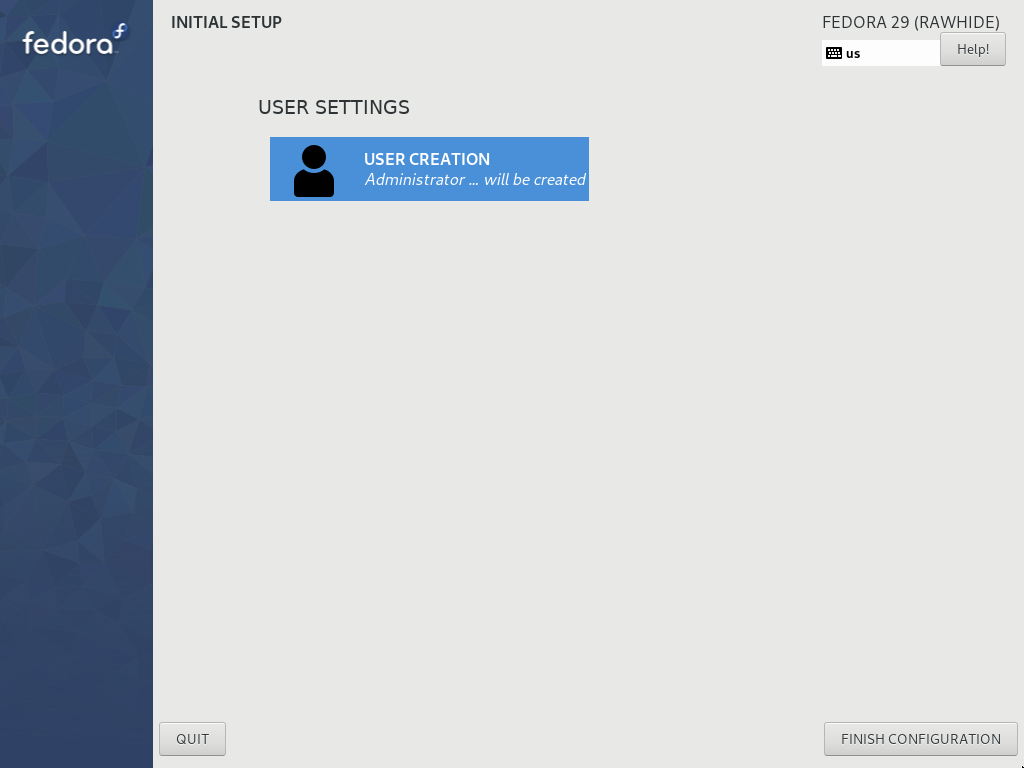 fedora
INITIAL SETUP
FEDORA 29 (RAWHIDE)
us
Help!
USER SETTINGS
USER CREATION
Administrator ... will be created
QUIT
FINISH CONFIGURATION